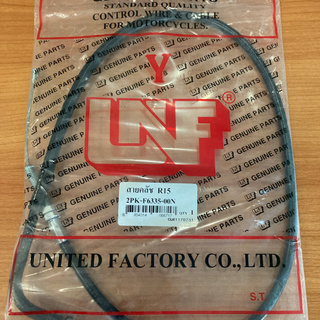 STANDARD QUALITY
CONTROL WIRE & CABLE
FOR MOTORCYCLES.
GENUINE PARTS
Y
UNF
®
สายคลัช R15
2PK-F6335-00N
UNITED FACTORY CO.,LTD.
S.T.